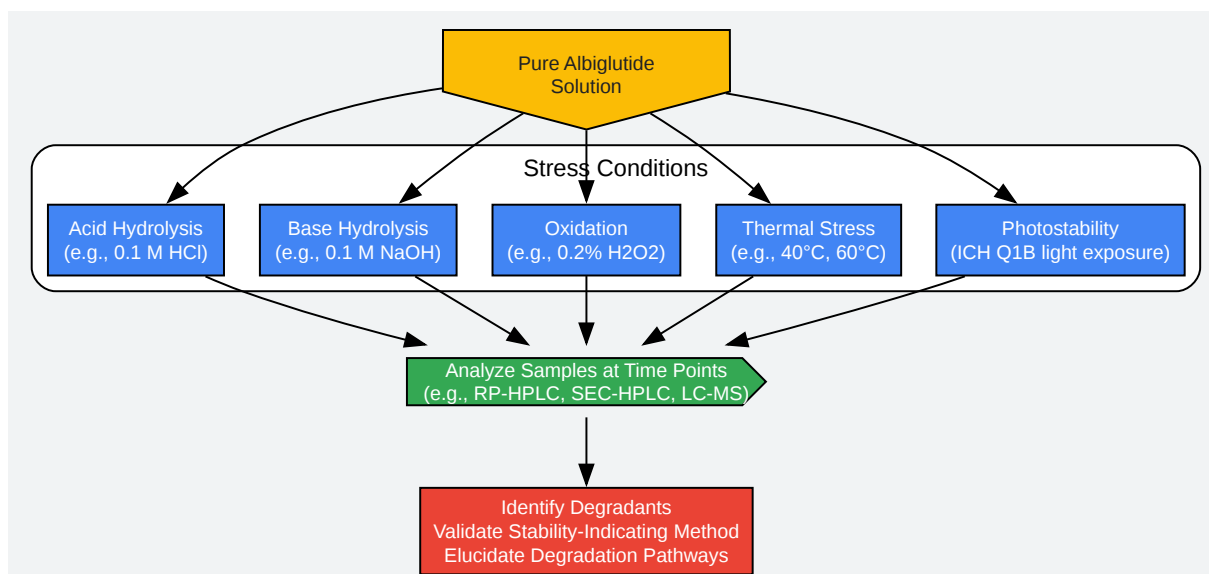 Pure Albiglutide
Solution
Stress Conditions
Acid Hydrolysis
(e.g., 0.1 M HCl)
Base Hydrolysis
(e.g., 0.1 M NaOH)
Oxidation
(e.g., 0.2% H2O2)
Thermal Stress
(e.g., 40°C, 60°C)
Photostability
(ICH Q1B light exposure)
Analyze Samples at Time Points
(e.g., RP-HPLC, SEC-HPLC, LC-MS)
Identify Degradants
Validate Stability-Indicating Method
Elucidate Degradation Pathways